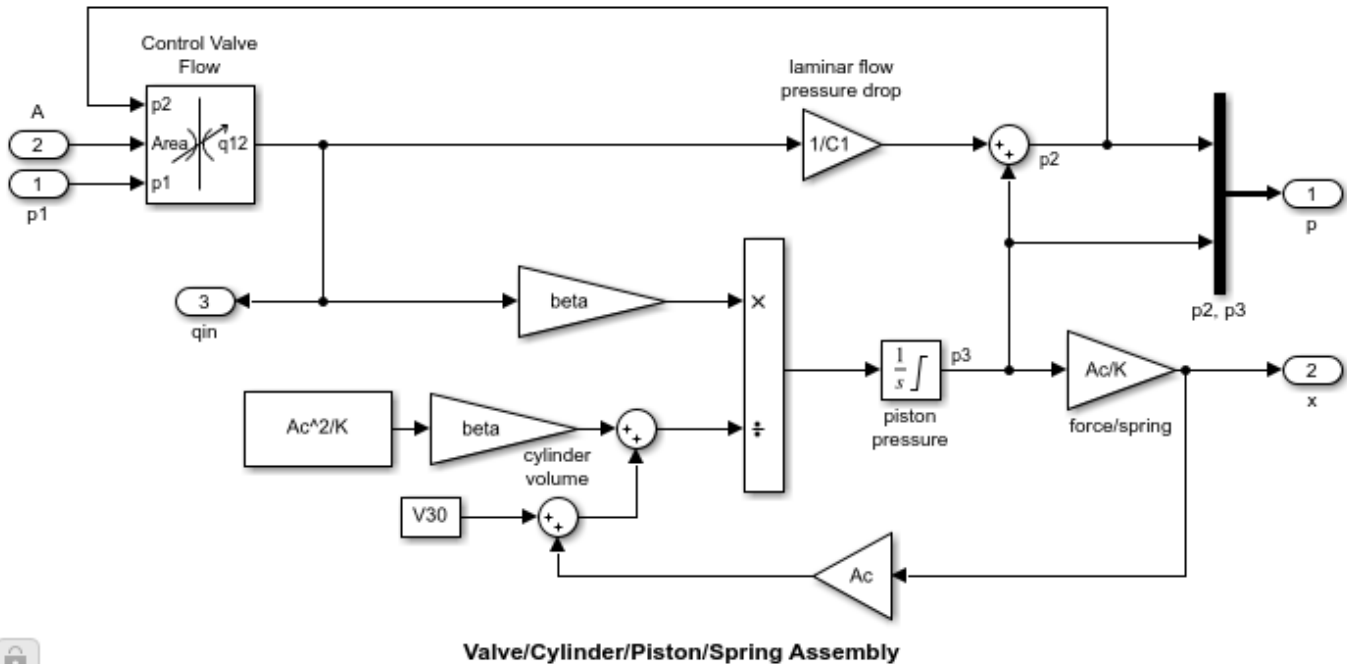 Control Valve
Flow
A
2
1
p1
p2
Area
p1
q12
laminar flow
pressure drop
1/C1
+
+
p2
1
p
p2, p3
3
qin
beta
×
÷
1
s
p3
piston
pressure
Ac/K
force/spring
2
x
Ac^2/K
beta
+
+
cylinder
volume
V30
+
+
Ac
Valve/Cylinder/Piston/Spring Assembly